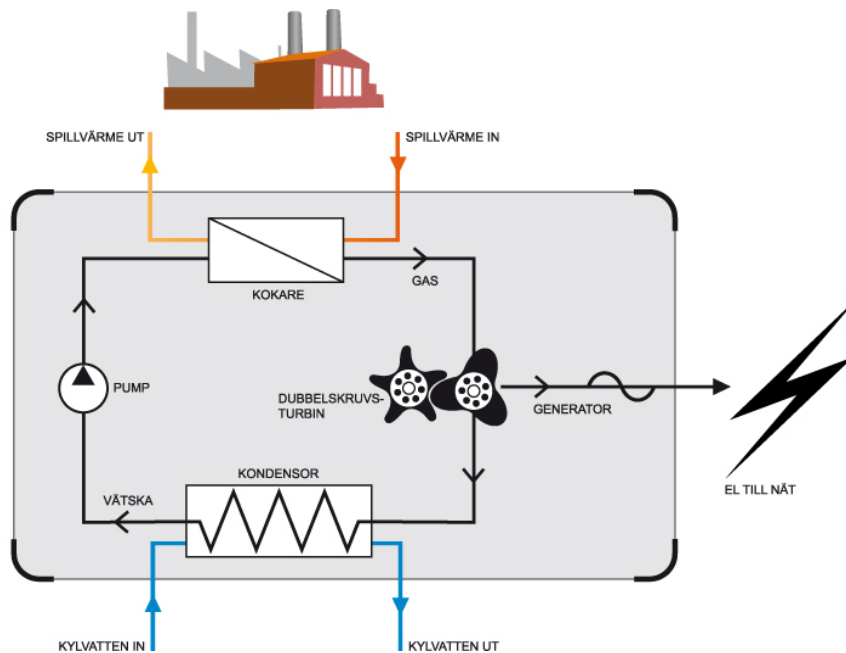 SPILLVÄRME UT
SPILLVÄRME IN
KOKARE
GAS
PUMP
DUBBELSKRUVS-
TURBIN
GENERATOR
KONDENSOR
VÄTSKA
EL TILL NÄT
KYLVATTEN IN
KYLVATTEN UT